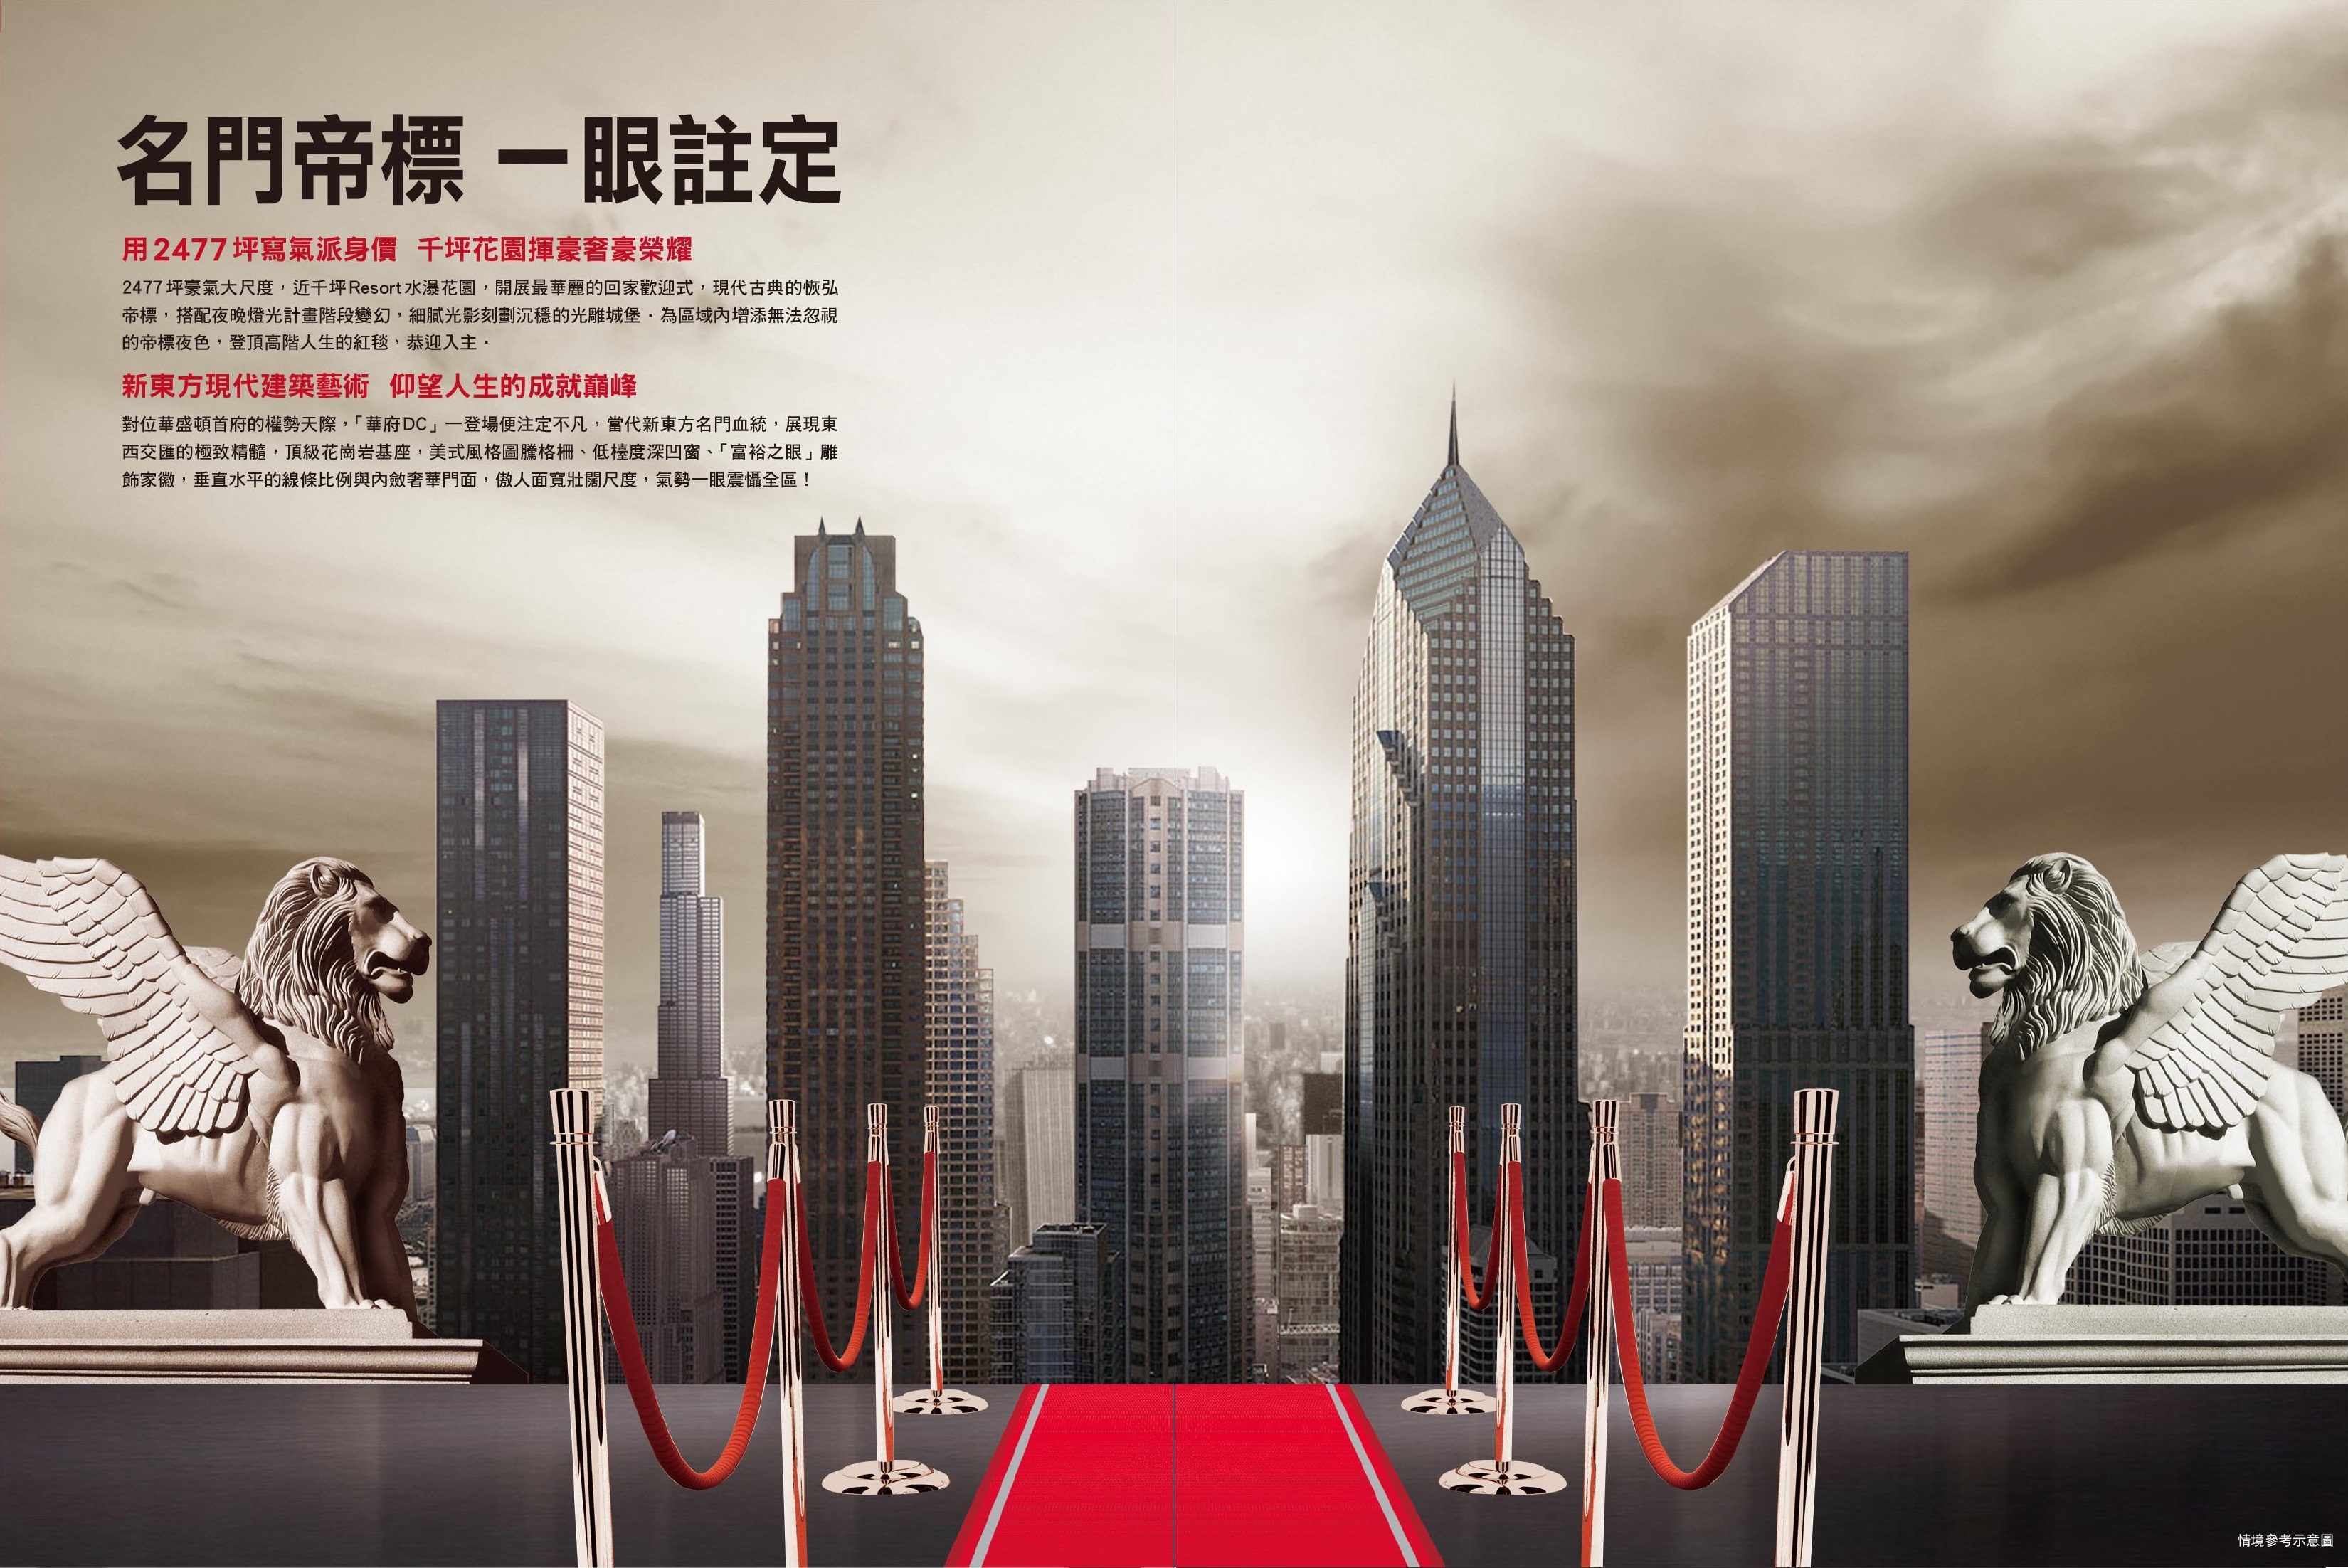 名門帝標 一眼註定
用2477坪寫氣派身價 千坪花園揮豪奢豪榮耀
2477坪豪氣大尺度，近千坪Resort水瀑花園，開展最華麗的回家歡迎式，現代古典的恢弘
帝標，搭配夜晚燈光計畫階段變幻，細膩光影刻劃沉穩的光雕城堡．為區域內增添無法忽視
的帝標夜色，登頂高階人生的紅毯，恭迎入主．
新東方現代建築藝術 仰望人生的成就巔峰
對位華盛頓首府的權勢天際，「華府DC」一登場便注定不凡，當代新東方名門血統，展現東
西交匯的極致精髓，頂級花崗岩基座，美式風格圖騰格柵、低檯度深凹窗、「富裕之眼」雕
飾家徽，垂直水平的線條比例與內斂奢華門面，傲人面寬壯闊尺度，氣勢一眼震懾全區！
情境參考示意圖